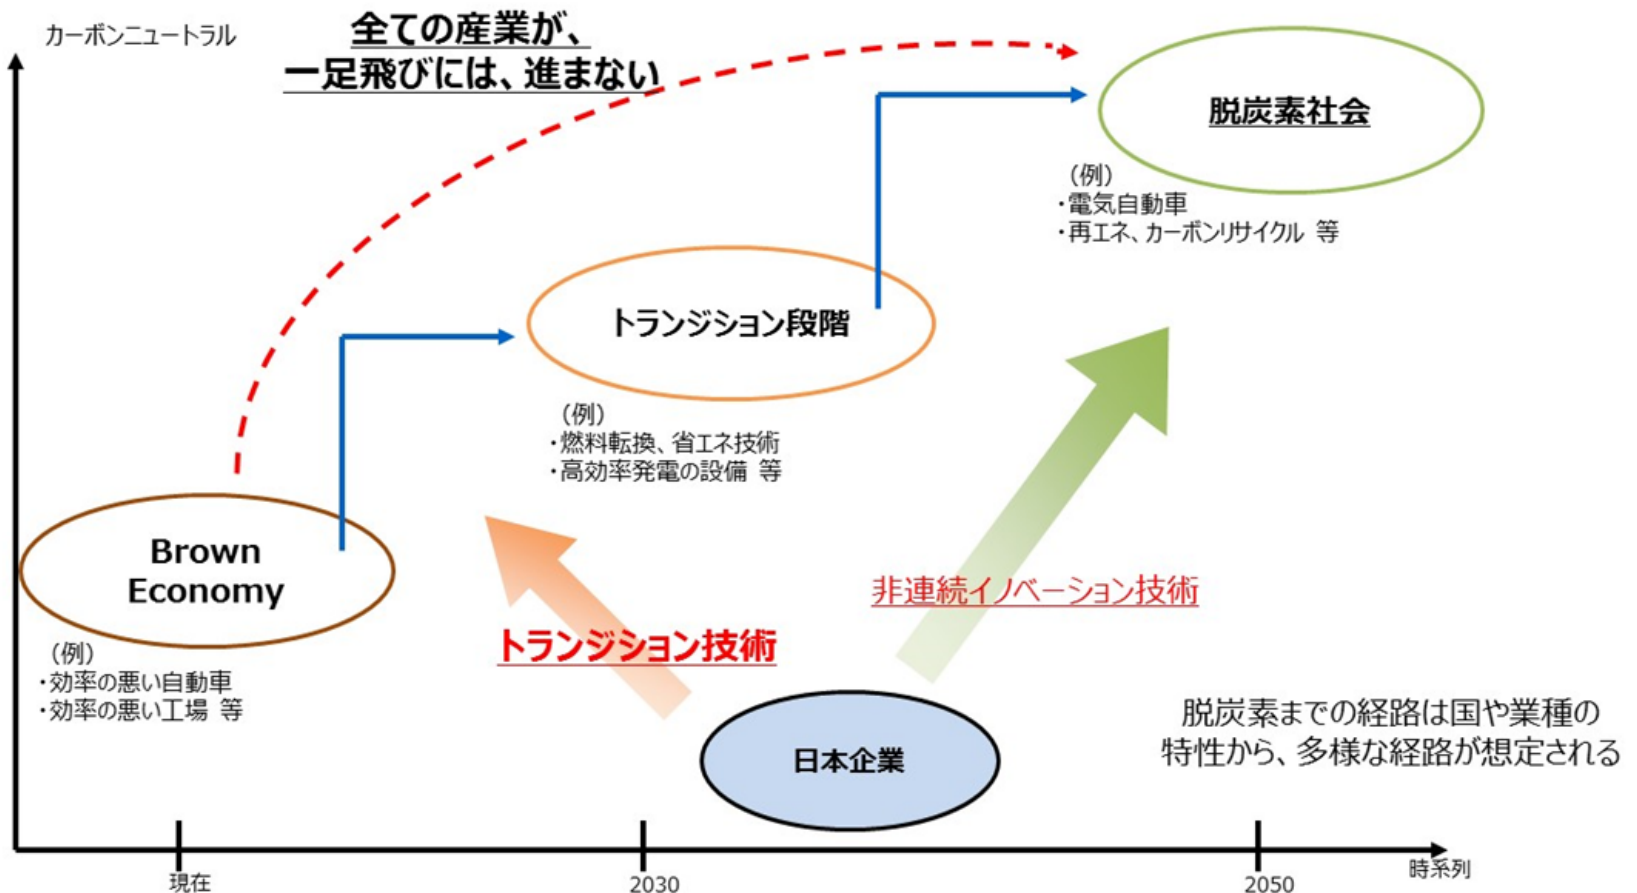 カーボンニュートラル
全ての産業が、
一足飛びには、進まない
脱炭素社会
（例）
・電気自動車
・再エネ、カーボンリサイクル 等
トランジション段階
（例）
・燃料転換、省エネ技術
・高効率発電の設備 等
Brown
Economy
（例）
・効率の悪い自動車
・効率の悪い工場 等
トランジション技術
非連続イノベーション技術
日本企業
脱炭素までの経路は国や業種の
特性から、多様な経路が想定される
現在
2030
2050
時系列